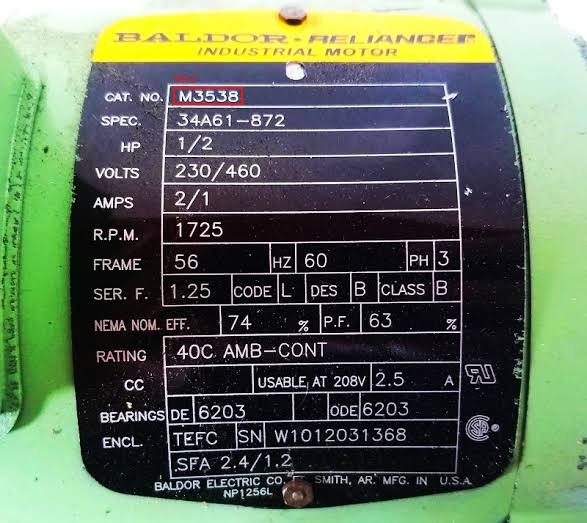 BALDOR · RELIANCE
INDUSTRIAL MOTOR
CAT. NO. M3538
SPEC. 34A61-872
HP 1/2
VOLTS 230/460
AMPS 2/1
R.P.M. 1725
FRAME 56 HZ 60 PH 3
SER. F. 1.25 CODE L DES B CLASS B
NEMA NOM. EFF. 74 % P.F. 63 %
RATING 40C AMB-CONT
CC USABLE AT 208V 2.5 A
BEARINGS DE 6203 ODE 6203
ENCL. TEFC SN W1012031368
SFA 2.4/1.2
BALDOR ELECTRIC CO. FT. SMITH, AR. MFG. IN U.S.A.
NP1256L